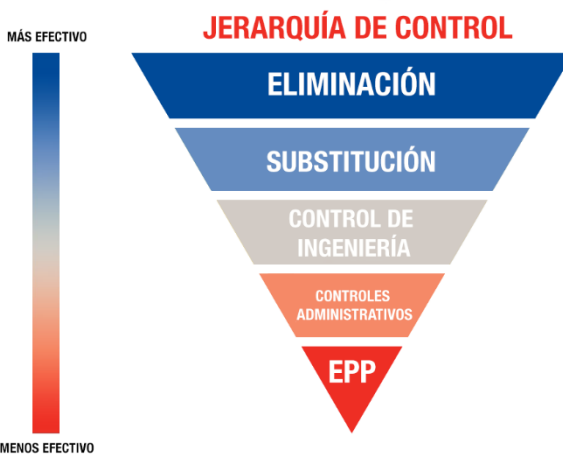 JERARQUÍA DE CONTROL
MÁS EFECTIVO
ELIMINACIÓN
SUBSTITUCIÓN
CONTROL DE
INGENIERÍA
CONTROLES
ADMINISTRATIVOS
EPP
MENOS EFECTIVO